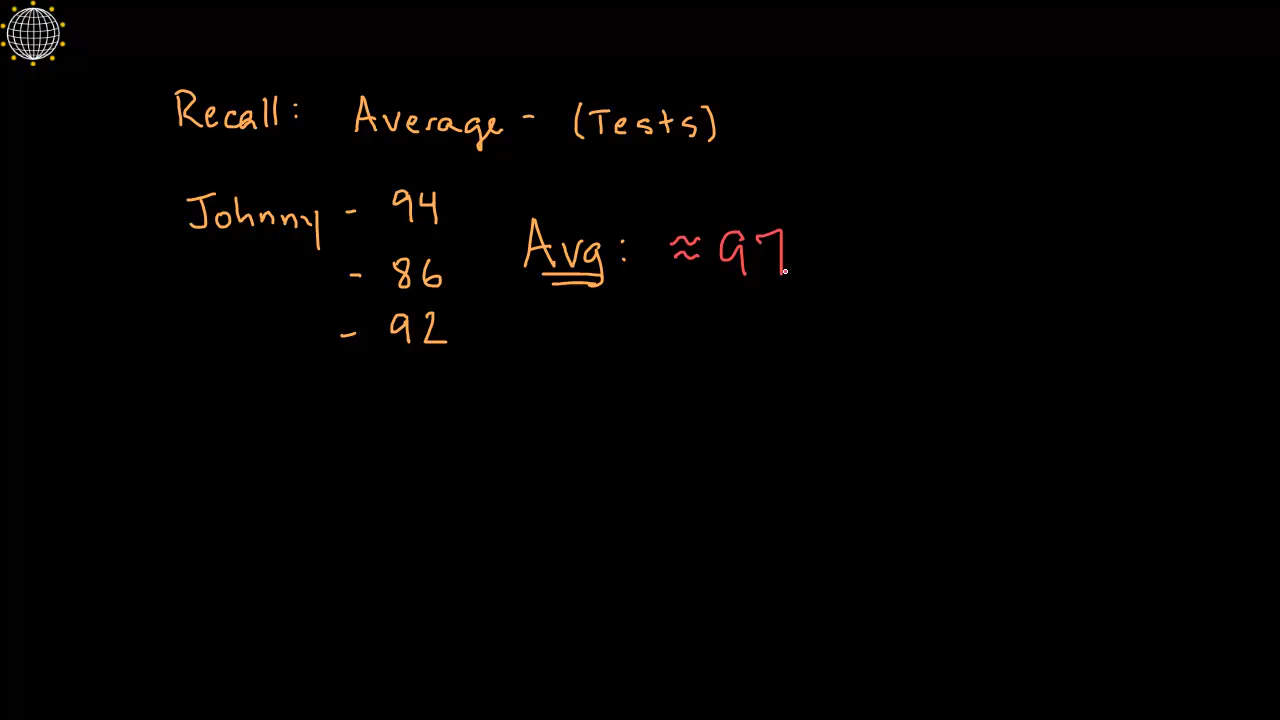 Recall: Average - (Tests)
Johnny - 94
- 86
- 92
Avg: ≈ 97